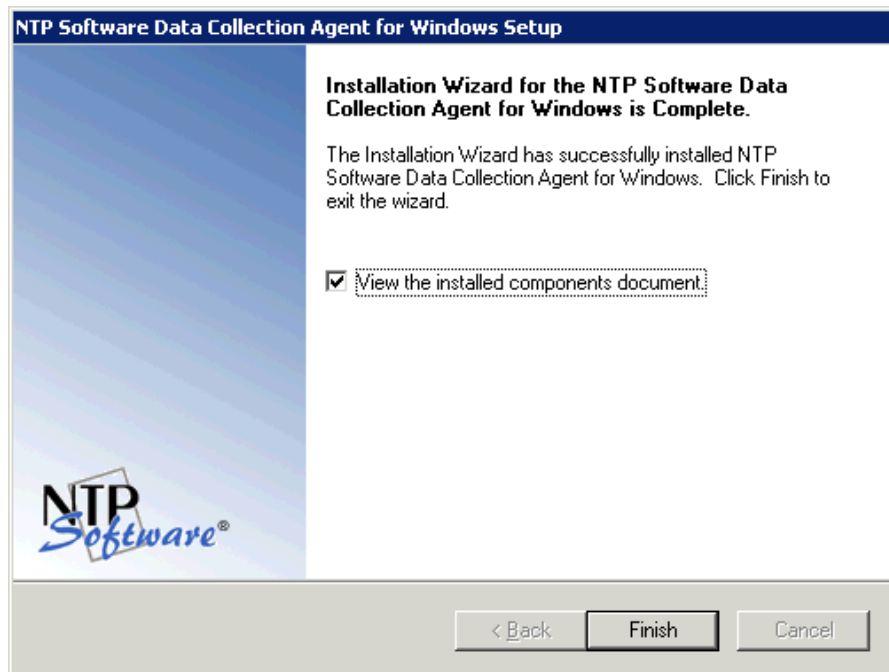 NTP Software Data Collection Agent for Windows Setup
Installation Wizard for the NTP Software Data
Collection Agent for Windows is Complete.
The Installation Wizard has successfully installed NTP
Software Data Collection Agent for Windows.  Click Finish to
exit the wizard.
View the installed components document.
NTP
Software®
< Back
Finish
Cancel